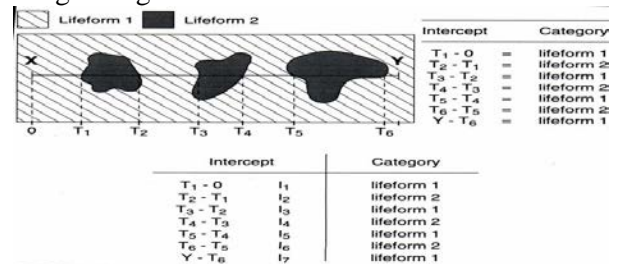 Lifeform 1 Lifeform 2
X Y
0 T1 T2 T3 T4 T5 T6
Intercept Category
T1 - 0 = lifeform 1
T2 - T1 = lifeform 2
T3 - T2 = lifeform 1
T4 - T3 = lifeform 2
T5 - T4 = lifeform 1
T6 - T5 = lifeform 2
Y - T6 = lifeform 1
Intercept Category
T1 - 0 I1 lifeform 1
T2 - T1 I2 lifeform 2
T3 - T2 I3 lifeform 1
T4 - T3 I4 lifeform 2
T5 - T4 I5 lifeform 1
T6 - T5 I6 lifeform 2
Y - T6 I7 lifeform 1